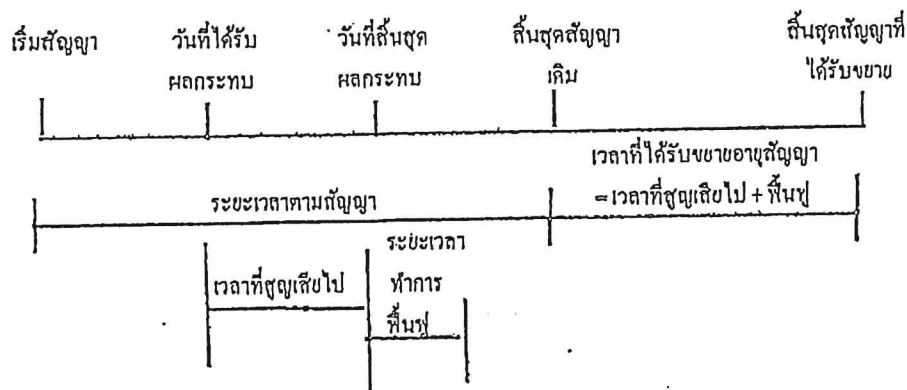 เริ่มสัญญา
วันที่ได้รับ
ผลกระทบ
วันที่สิ้นสุด
ผลกระทบ
สิ้นสุดสัญญา
เดิม
สิ้นสุดสัญญาที่
ได้รับขยาย
เวลาที่ได้รับขยายอายุสัญญา
=เวลาที่สูญเสียไป + ฟื้นฟู
ระยะเวลาตามสัญญา
เวลาที่สูญเสียไป
ระยะเวลา
ทำการ
ฟื้นฟู